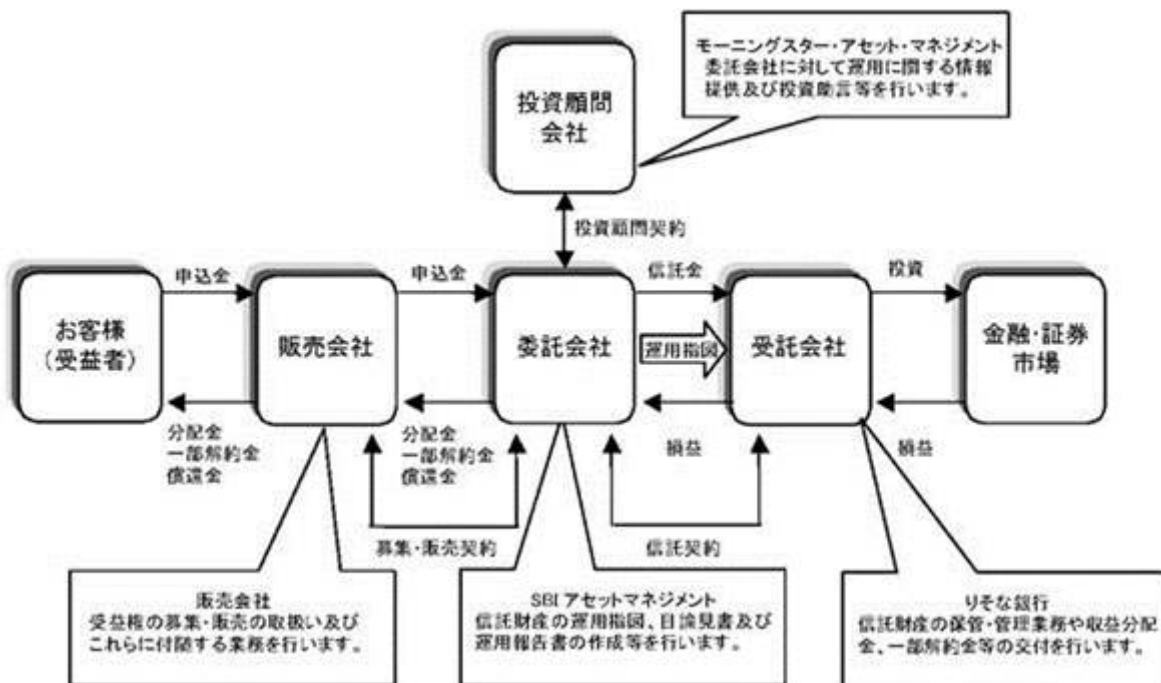 モーニングスター・アセット・マネジメント
委託会社に対して運用に関する情報
提供及び投資助言等を行います。
投資顧問
会社
投資顧問契約
申込金
申込金
信託金
投資
お客様
(受益者)
販売会社
委託会社
運用指図
受託会社
金融・証券
市場
分配金
一部解約金
償還金
分配金
一部解約金
償還金
損益
損益
募集・販売契約
信託契約
販売会社
受益権の募集・販売の取扱い及び
これらに付随する業務を行います。
SBI アセットマネジメント
信託財産の運用指図、目論見書及び
運用報告書の作成等を行います。
りそな銀行
信託財産の保管・管理業務や収益分配
金、一部解約金等の交付を行います。